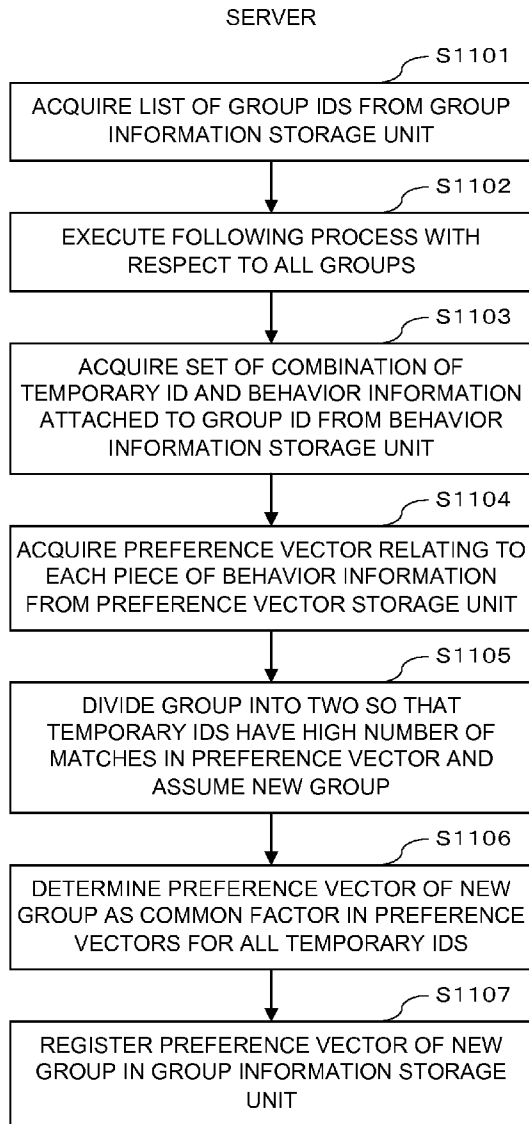 SERVER
S1101
ACQUIRE LIST OF GROUP IDS FROM GROUP
INFORMATION STORAGE UNIT
S1102
EXECUTE FOLLOWING PROCESS WITH
RESPECT TO ALL GROUPS
S1103
ACQUIRE SET OF COMBINATION OF
TEMPORARY ID AND BEHAVIOR INFORMATION
ATTACHED TO GROUP ID FROM BEHAVIOR
INFORMATION STORAGE UNIT
S1104
ACQUIRE PREFERENCE VECTOR RELATING TO
EACH PIECE OF BEHAVIOR INFORMATION
FROM PREFERENCE VECTOR STORAGE UNIT
S1105
DIVIDE GROUP INTO TWO SO THAT
TEMPORARY IDS HAVE HIGH NUMBER OF
MATCHES IN PREFERENCE VECTOR AND
ASSUME NEW GROUP
S1106
DETERMINE PREFERENCE VECTOR OF NEW
GROUP AS COMMON FACTOR IN PREFERENCE
VECTORS FOR ALL TEMPORARY IDS
S1107
REGISTER PREFERENCE VECTOR OF NEW
GROUP IN GROUP INFORMATION STORAGE
UNIT